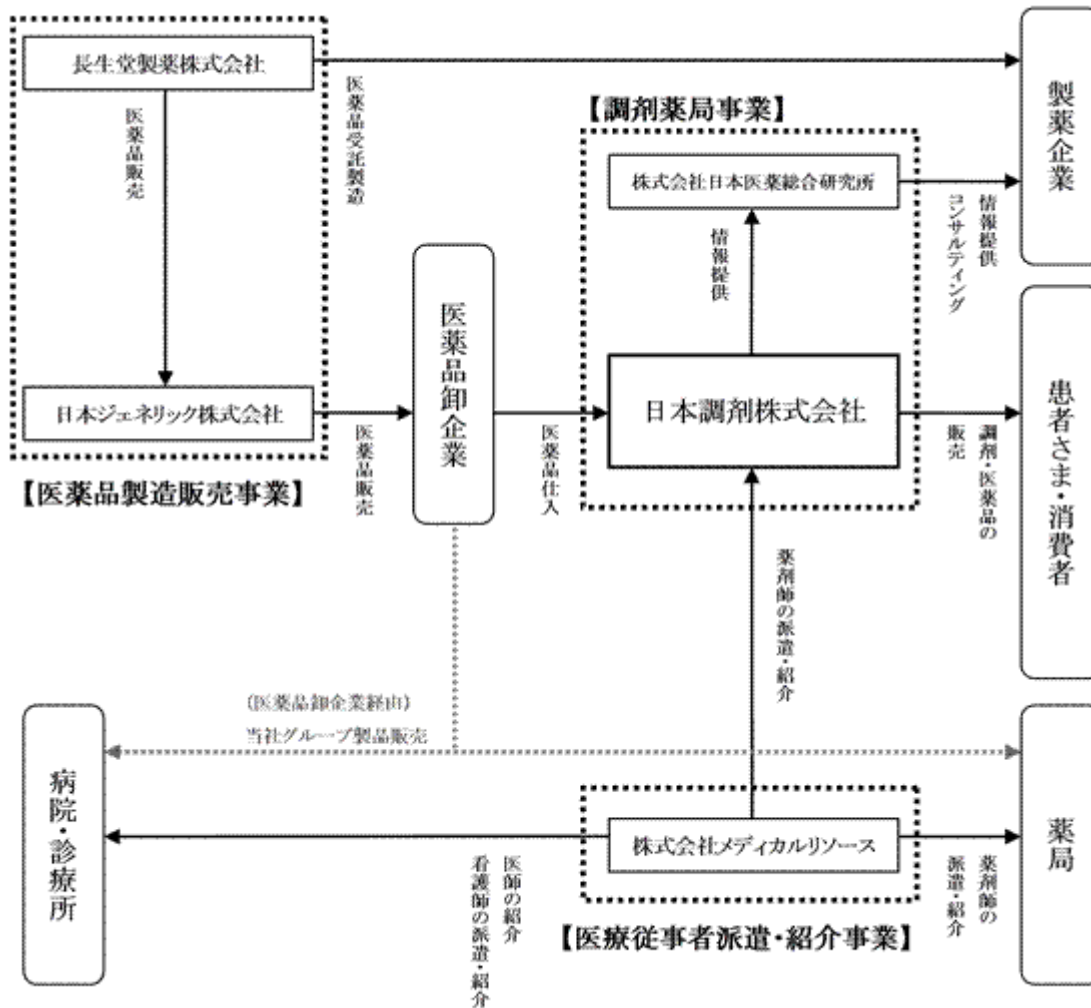 長生堂製薬株式会社
医薬品販売
医薬品受託製造
製薬企業
【調剤薬局事業】
株式会社日本医薬総合研究所
情報提供
コンサルティング
情報提供
医薬品卸企業
日本ジェネリック株式会社
医薬品販売
医薬品仕入
日本調剤株式会社
調剤・医薬品の
販売
患者さま・消費者
【医薬品製造販売事業】
薬剤師の派遣・紹介
(医薬品卸企業経由)
当社グループ製品販売
病院・診療所
株式会社メディカルリソース
薬局
医師の紹介
看護師の派遣・紹介
薬剤師の
派遣・紹介
【医療従事者派遣・紹介事業】